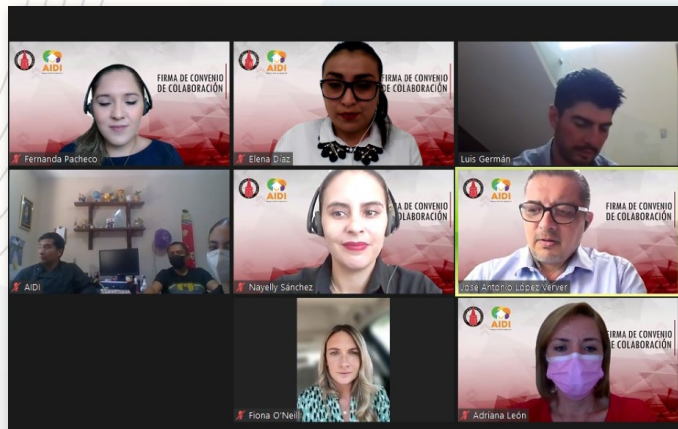 AIDI
FIRMA DE CONVENIO
DE COLABORACIÓN
Fernanda Pacheco
AIDI
FIRMA DE CONVENIO
DE COLABORACIÓN
Elena Díaz
Luis Germán
AIDI
AIDI
FIRMA DE CONVENIO
DE COLABORACIÓN
Nayelly Sánchez
AIDI
FIRMA DE CONVENIO
DE COLABORACIÓN
José Antonio López Verver
Fiona O'Neill
AIDI
FIRMA DE CONVENIO
DE COLABORACIÓN
Adriana León